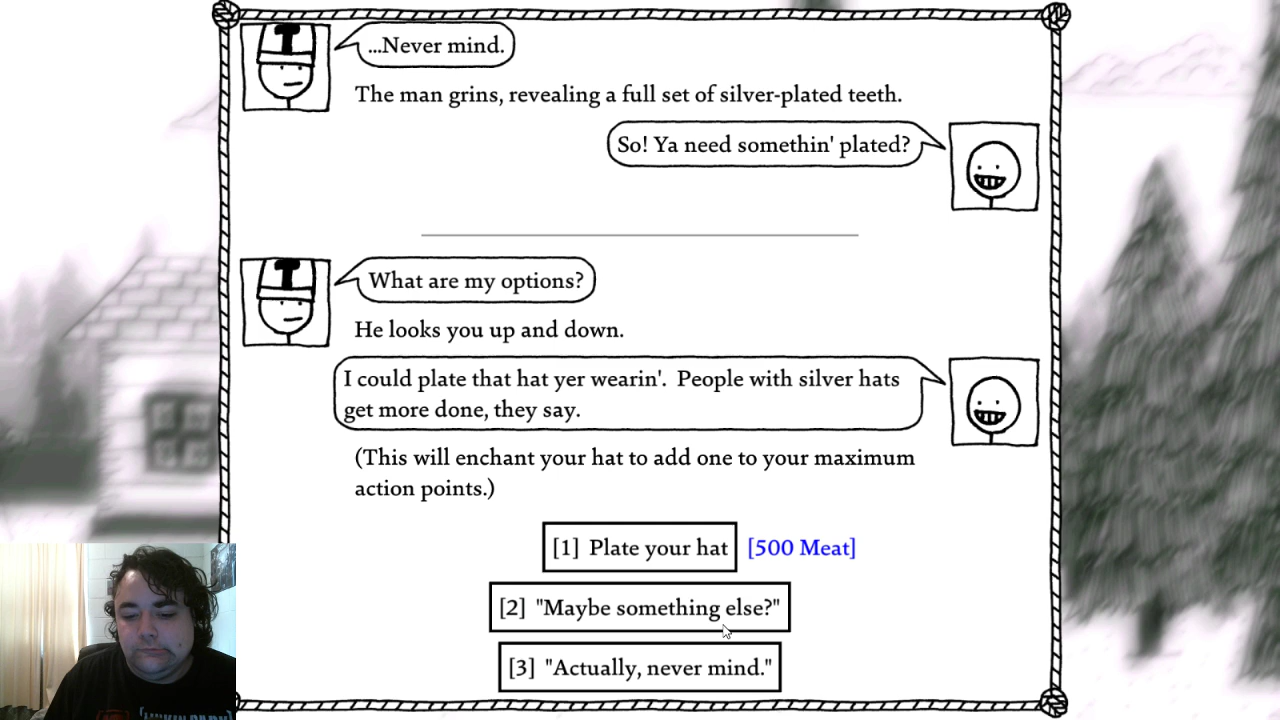 ...Never mind.
The man grins, revealing a full set of silver-plated teeth.
So! Ya need somethin' plated?
What are my options?
He looks you up and down.
I could plate that hat yer wearin'.  People with silver hats
get more done, they say.
(This will enchant your hat to add one to your maximum
action points.)
[1] Plate your hat [500 Meat]
[2] "Maybe something else?"
[3] "Actually, never mind."